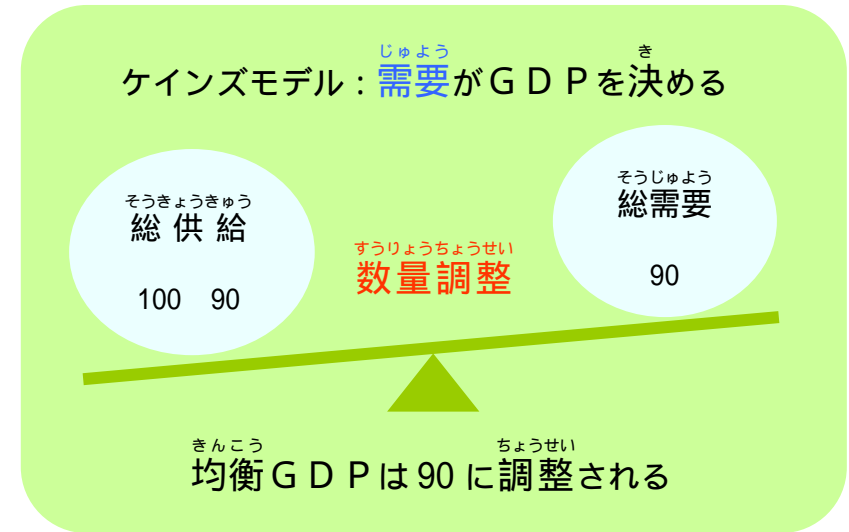 じゅよう き
ケインズモデル：需要がＧＤＰを決める
そうきょうきゅう
総供給
100 90
すうりょうちょうせい
数量調整
そうじゅよう
総需要
90
きんこう ちょうせい
均衡ＧＤＰは90に調整される